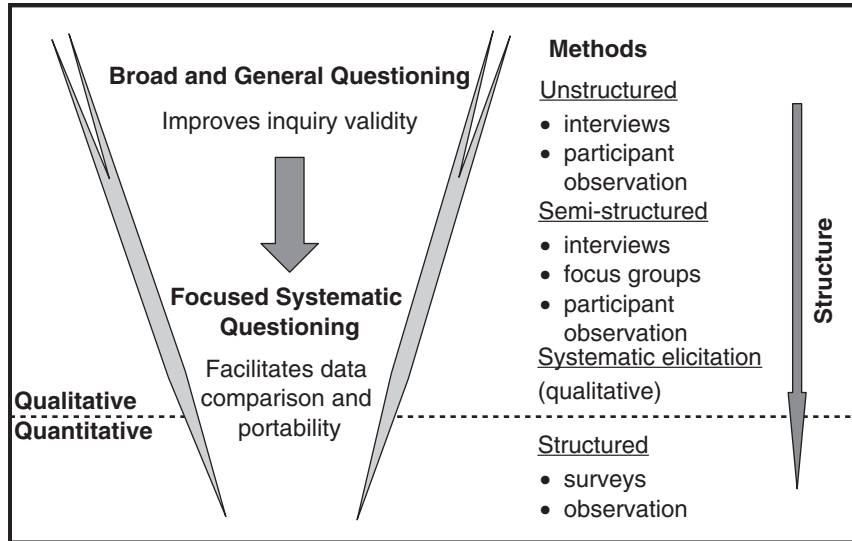 Broad and General Questioning
Improves inquiry validity
Focused Systematic
Questioning
Facilitates data
comparison and
portability
Qualitative
Quantitative
Methods
Unstructured
• interviews
• participant
observation
Semi-structured
• interviews
• focus groups
• participant
observation
Systematic elicitation
(qualitative)
Structured
• surveys
• observation
Structure